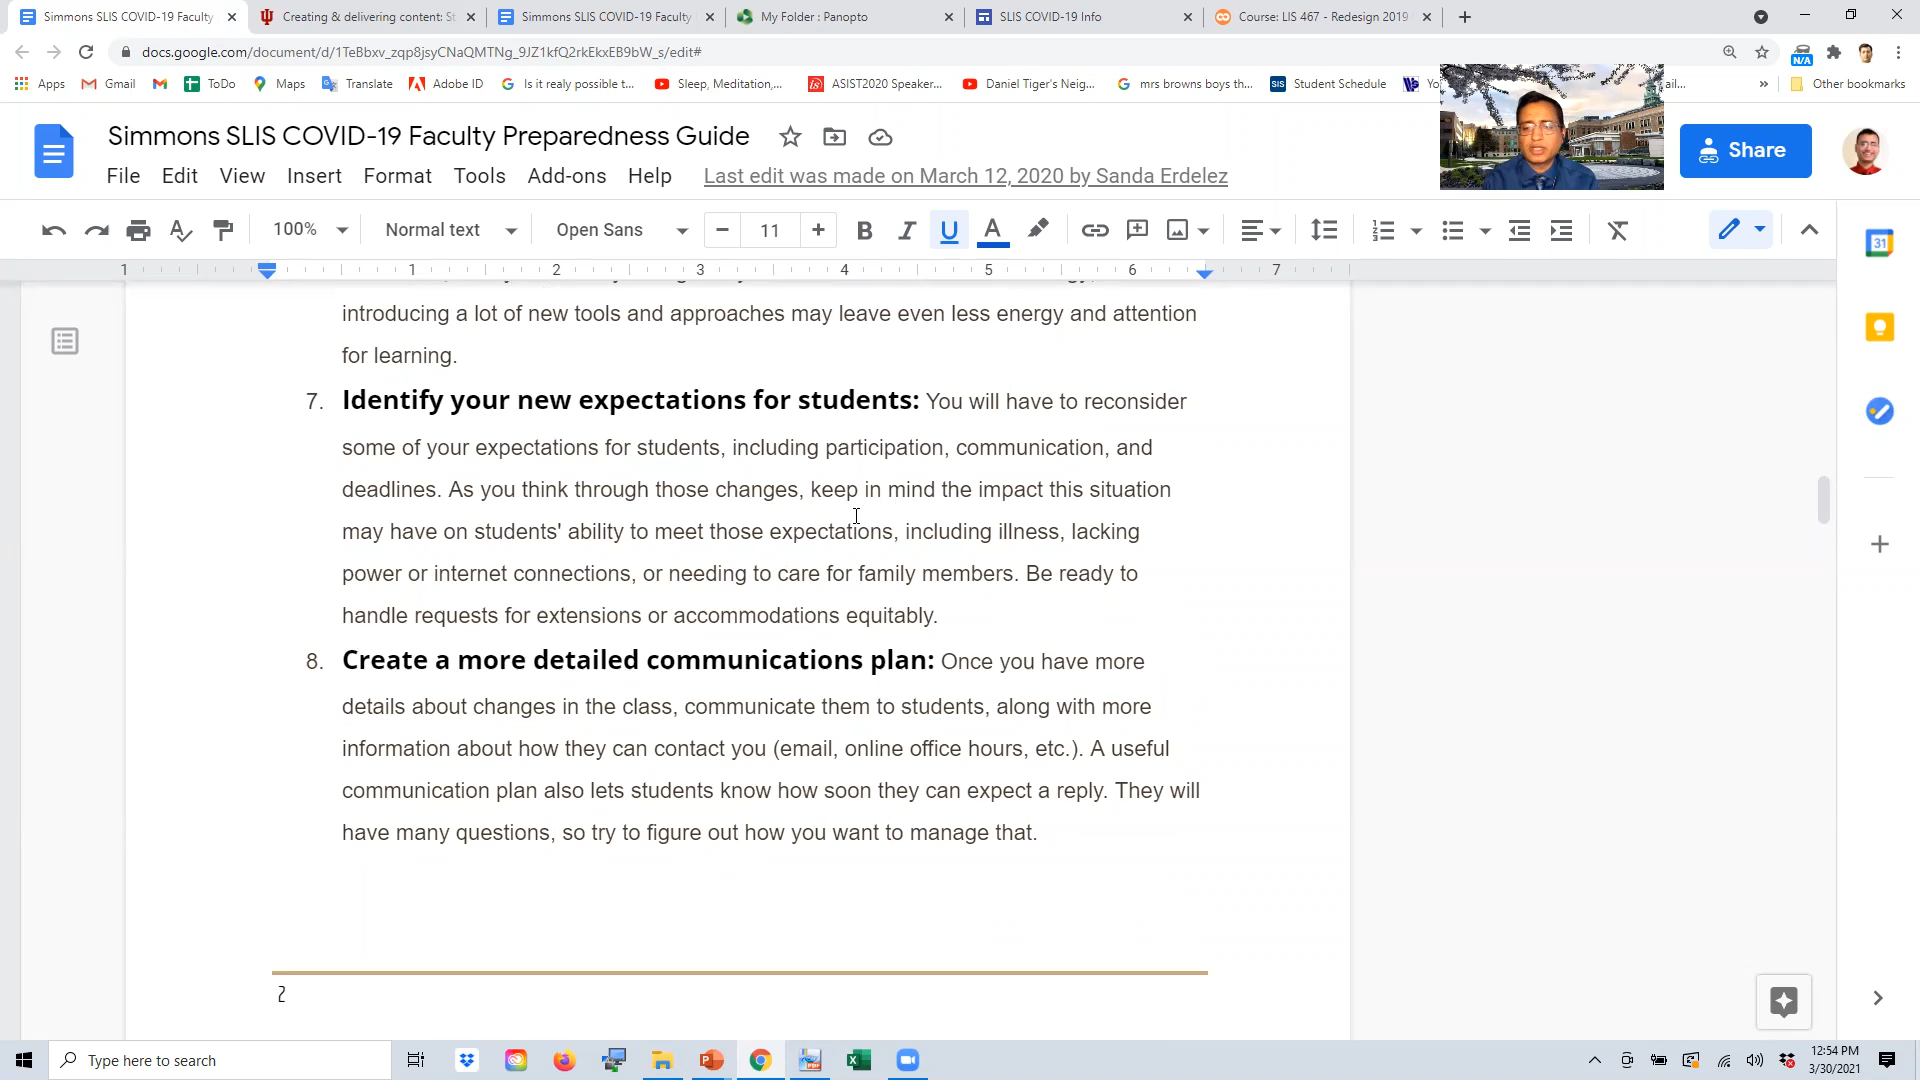 Simmons SLIS COVID-19 Faculty
Creating & delivering content: St
Simmons SLIS COVID-19 Faculty
My Folder : Panopto
SLIS COVID-19 Info
Course: LIS 467 - Redesign 2019
docs.google.com/document/d/1TeBbxv_zqp8jsyCNaQMTNg_9JZ1kfQ2rkEkxEB9bW_s/edit#
N/A
Apps
Gmail
ToDo
Maps
Translate
Adobe ID
Is it realy possible t...
Sleep, Meditation,...
ASIST2020 Speaker...
Daniel Tiger's Neig...
mrs browns boys th...
SIS
Student Schedule
Yo
ail...
»
Other bookmarks
Simmons SLIS COVID-19 Faculty Preparedness Guide
Share
File Edit View Insert Format Tools Add-ons Help
Last edit was made on March 12, 2020 by Sanda Erdelez
100% Normal text Open Sans 11 B I U A
31
1 1 2 3 4 5 6 7
introducing a lot of new tools and approaches may leave even less energy and attention
for learning.
7. Identify your new expectations for students: You will have to reconsider
some of your expectations for students, including participation, communication, and
deadlines. As you think through those changes, keep in mind the impact this situation
may have on students' ability to meet those expectations, including illness, lacking
power or internet connections, or needing to care for family members. Be ready to
handle requests for extensions or accommodations equitably.
8. Create a more detailed communications plan: Once you have more
details about changes in the class, communicate them to students, along with more
information about how they can contact you (email, online office hours, etc.). A useful
communication plan also lets students know how soon they can expect a reply. They will
have many questions, so try to figure out how you want to manage that.
2
Type here to search
12:54 PM
3/30/2021